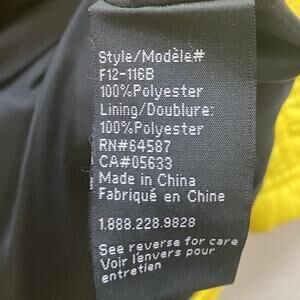 Style/Modèle#
F12-116B
100%Polyester
Lining/Doublure:
100%Polyester
RN#64587
CA#05633
Made in China
Fabriqué en Chine
1.888.228.9828
See reverse for care
Voir l'envers pour
entretien